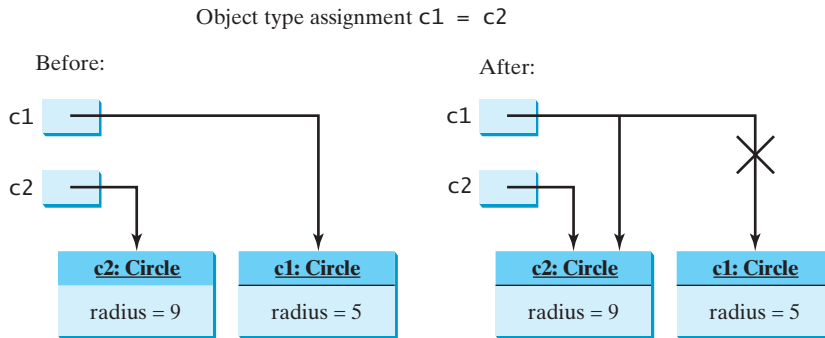 Object type assignment c1 = c2
Before:
c1
c2
c2: Circle
radius = 9
c1: Circle
radius = 5
After:
c1
c2
c2: Circle
radius = 9
c1: Circle
radius = 5